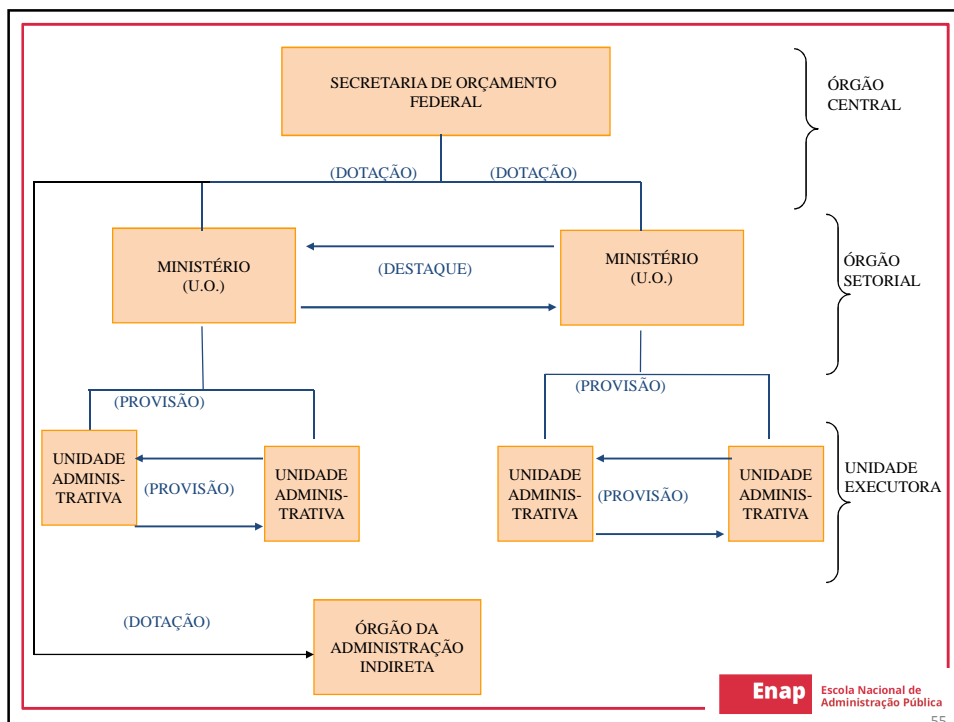 SECRETARIA DE ORÇAMENTO
FEDERAL
ÓRGÃO
CENTRAL
(DOTAÇÃO)
(DOTAÇÃO)
MINISTÉRIO
(U.O.)
(DESTAQUE)
MINISTÉRIO
(U.O.)
ÓRGÃO
SETORIAL
(PROVISÃO)
(PROVISÃO)
UNIDADE
ADMINIS-
TRATIVA
(PROVISÃO)
UNIDADE
ADMINIS-
TRATIVA
UNIDADE
ADMINIS-
TRATIVA
(PROVISÃO)
UNIDADE
ADMINIS-
TRATIVA
UNIDADE
EXECUTORA
(DOTAÇÃO)
ÓRGÃO DA
ADMINISTRAÇÃO
INDIRETA
Enap
Escola Nacional de
Administração Pública
55